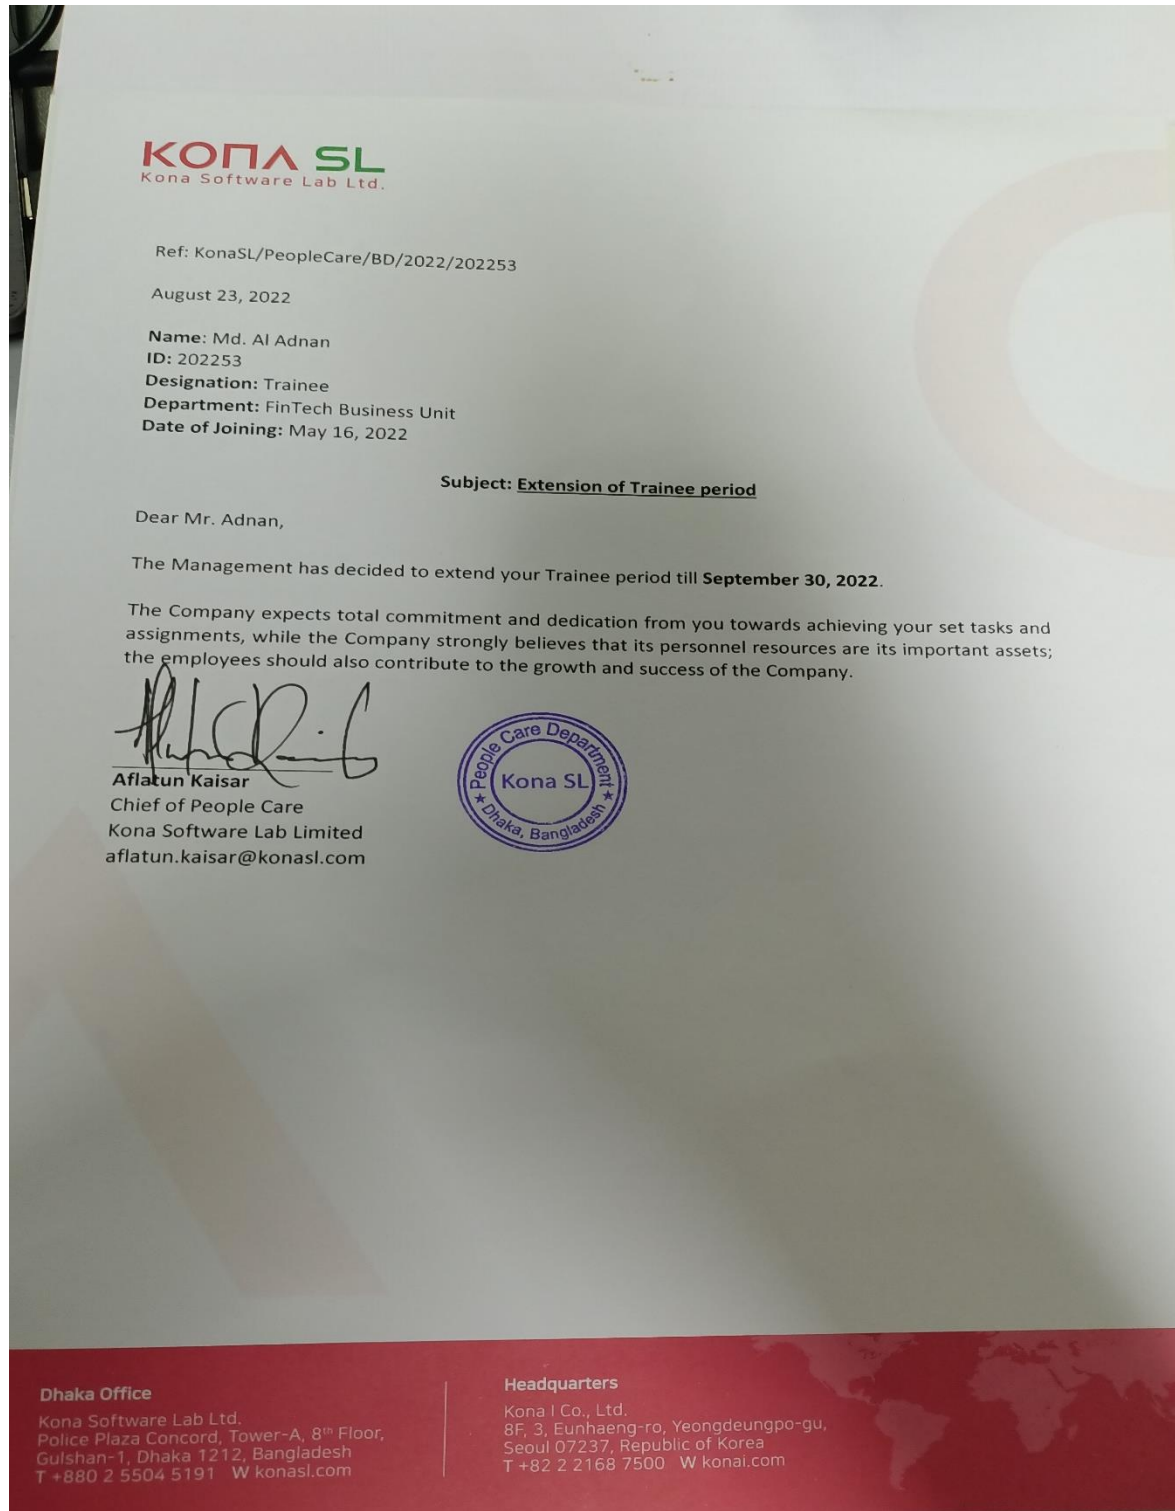 KONA SL
Kona Software Lab Ltd.
Ref: KonaSL/PeopleCare/BD/2022/202253
August 23, 2022
Name: Md. Al Adnan
ID: 202253
Designation: Trainee
Department: FinTech Business Unit
Date of Joining: May 16, 2022
Subject: Extension of Trainee period
Dear Mr. Adnan,
The Management has decided to extend your Trainee period till September 30, 2022.
The Company expects total commitment and dedication from you towards achieving your set tasks and
assignments, while the Company strongly believes that its personnel resources are its important assets;
the employees should also contribute to the growth and success of the Company.
Aflatun Kaisar
Chief of People Care
Kona Software Lab Limited
aflatun.kaisar@konasl.com
People Care Department
Kona SL
★ Dhaka, Bangladesh ★
Dhaka Office
Kona Software Lab Ltd.
Police Plaza Concord, Tower-A, 8th Floor,
Gulshan-1, Dhaka 1212, Bangladesh
T +880 2 5504 5191 W konasl.com
Headquarters
Kona I Co., Ltd.
8F, 3, Eunhaeng-ro, Yeongdeungpo-gu,
Seoul 07237, Republic of Korea
T +82 2 2168 7500 W konai.com